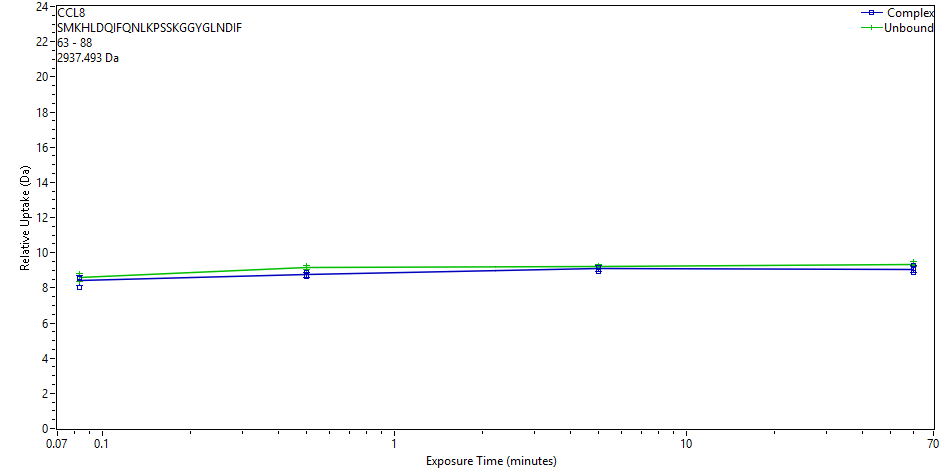 CCL8
SMKHLDQIFQNLKPSSKGGYGLNDIF
63 - 88
2937.493 Da
Complex
Unbound
Relative Uptake (Da)
24
22
20
18
16
14
12
10
8
6
4
2
0
0.07 0.1 1 10 70
Exposure Time (minutes)